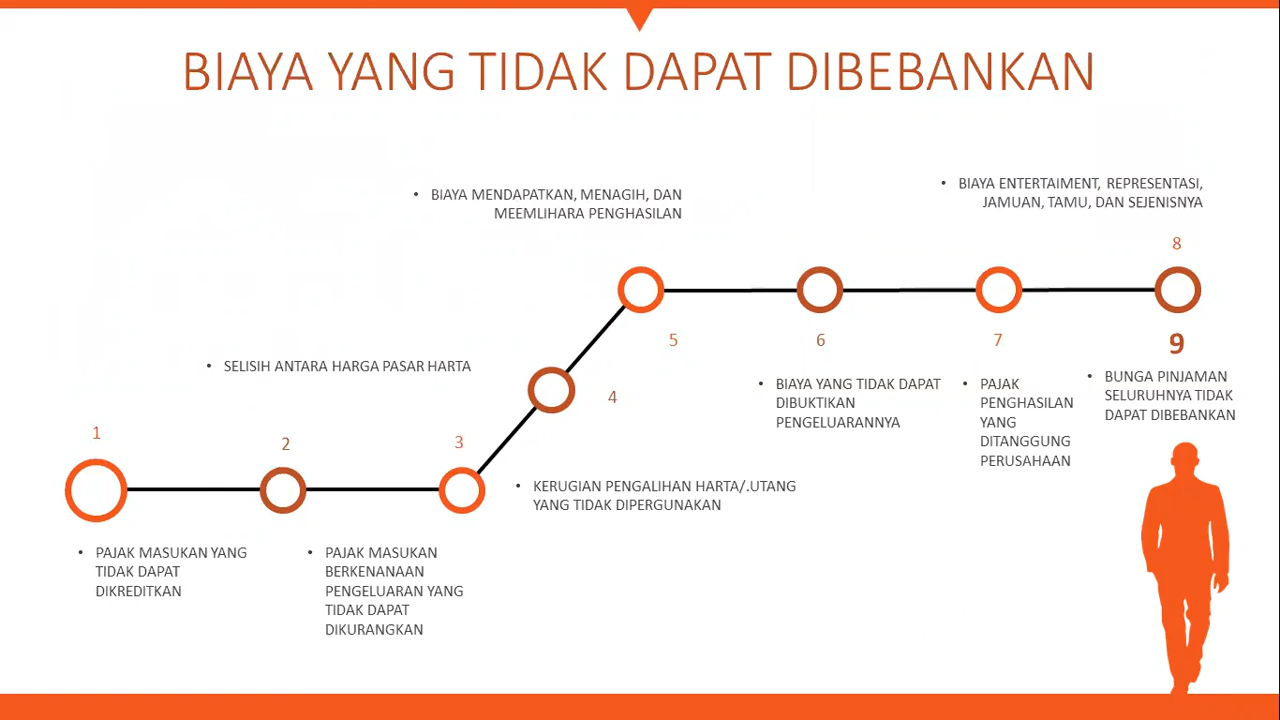 BIAYA YANG TIDAK DAPAT DIBEBANKAN
1
• PAJAK MASUKAN YANG
TIDAK DAPAT
DIKREDITKAN
2
• PAJAK MASUKAN
BERKENANAAN
PENGELUARAN YANG
TIDAK DAPAT
DIKURANGKAN
3
• SELISIH ANTARA HARGA PASAR HARTA
4
• KERUGIAN PENGALIHAN HARTA/.UTANG
YANG TIDAK DIPERGUNAKAN
5
• BIAYA MENDAPATKAN, MENAGIH, DAN
MEEMLIHARA PENGHASILAN
6
• BIAYA YANG TIDAK DAPAT
DIBUKTIKAN
PENGELUARANNYA
7
• PAJAK
PENGHASILAN
YANG
DITANGGUNG
PERUSAHAAN
• BIAYA ENTERTAIMENT, REPRESENTASI,
JAMUAN, TAMU, DAN SEJENISNYA
8
9
• BUNGA PINJAMAN
SELURUHNYA TIDAK
DAPAT DIBEBANKAN